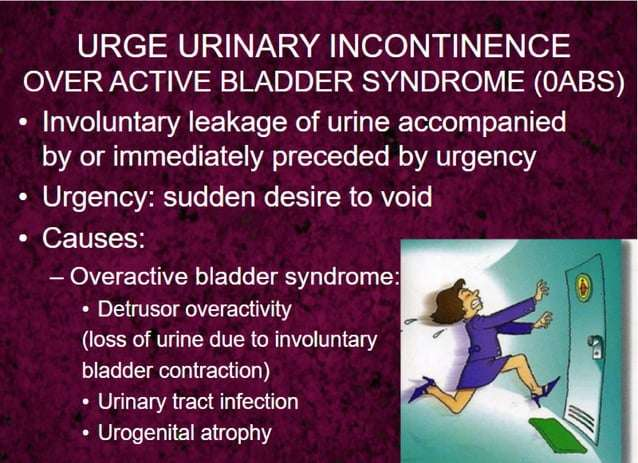 URGE URINARY INCONTINENCE
OVER ACTIVE BLADDER SYNDROME (0ABS)
• Involuntary leakage of urine accompanied
by or immediately preceded by urgency
• Urgency: sudden desire to void
• Causes:
– Overactive bladder syndrome:
• Detrusor overactivity
(loss of urine due to involuntary
bladder contraction)
• Urinary tract infection
• Urogenital atrophy